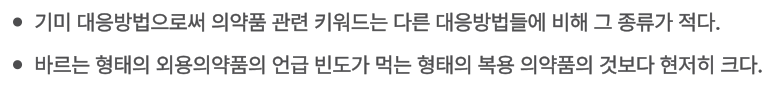 • 기미 대응방법으로써 의약품 관련 키워드는 다른 대응방법들에 비해 그 종류가 적다.
• 바르는 형태의 외용의약품의 언급 빈도가 먹는 형태의 복용 의약품의 것보다 현저히 크다.